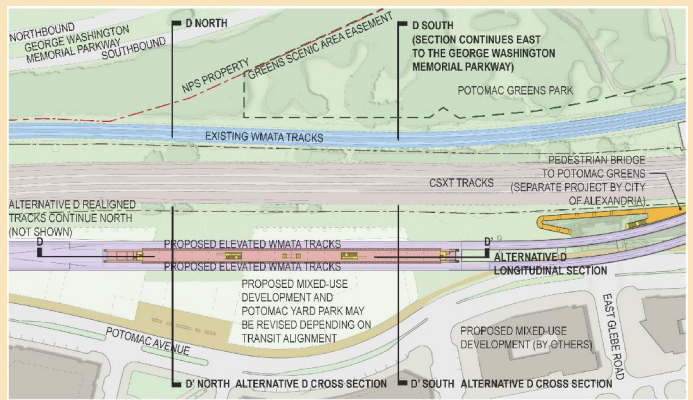 D NORTH
D SOUTH
(SECTION CONTINUES EAST
TO THE GEORGE WASHINGTON
MEMORIAL PARKWAY)
NORTHBOUND
GEORGE WASHINGTON
MEMORIAL PARKWAY
SOUTHBOUND
NPS PROPERTY
GREENS SCENIC AREA EASEMENT
POTOMAC GREENS PARK
EXISTING WMATA TRACKS
CSXT TRACKS
PEDESTRIAN BRIDGE
TO POTOMAC GREENS
(SEPARATE PROJECT BY CITY
OF ALEXANDRIA)
ALTERNATIVE D REALIGNED
TRACKS CONTINUE NORTH
(NOT SHOWN)
D
PROPOSED ELEVATED WMATA TRACKS
D'
ALTERNATIVE D
LONGITUDINAL SECTION
PROPOSED ELEVATED WMATA TRACKS
PROPOSED MIXED-USE
DEVELOPMENT AND
POTOMAC YARD PARK MAY
BE REVISED DEPENDING ON
TRANSIT ALIGNMENT
POTOMAC AVENUE
PROPOSED MIXED-USE
DEVELOPMENT (BY OTHERS)
EAST GLEBE ROAD
D' NORTH ALTERNATIVE D CROSS SECTION
D' SOUTH ALTERNATIVE D CROSS SECTION